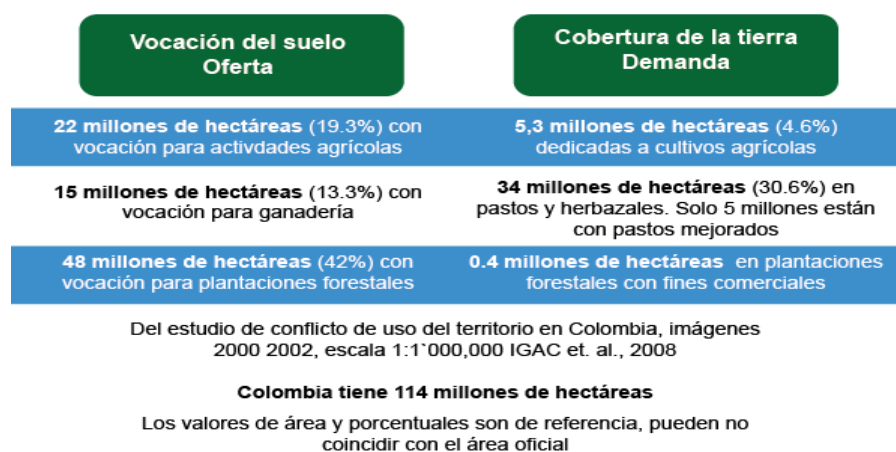 Vocación del suelo
Oferta
Cobertura de la tierra
Demanda
22 millones de hectáreas (19.3%) con
vocación para activdades agrícolas
5,3 millones de hectáreas (4.6%)
dedicadas a cultivos agrícolas
15 millones de hectáreas (13.3%) con
vocación para ganadería
34 millones de hectáreas (30.6%) en
pastos y herbazales. Solo 5 millones están
con pastos mejorados
48 millones de hectáreas (42%) con
vocación para plantaciones forestales
0.4 millones de hectáreas en plantaciones
forestales con fines comerciales
Del estudio de conflicto de uso del territorio en Colombia, imágenes
2000 2002, escala 1:1`000,000 IGAC et. al., 2008
Colombia tiene 114 millones de hectáreas
Los valores de área y porcentuales son de referencia, pueden no
coincidir con el área oficial